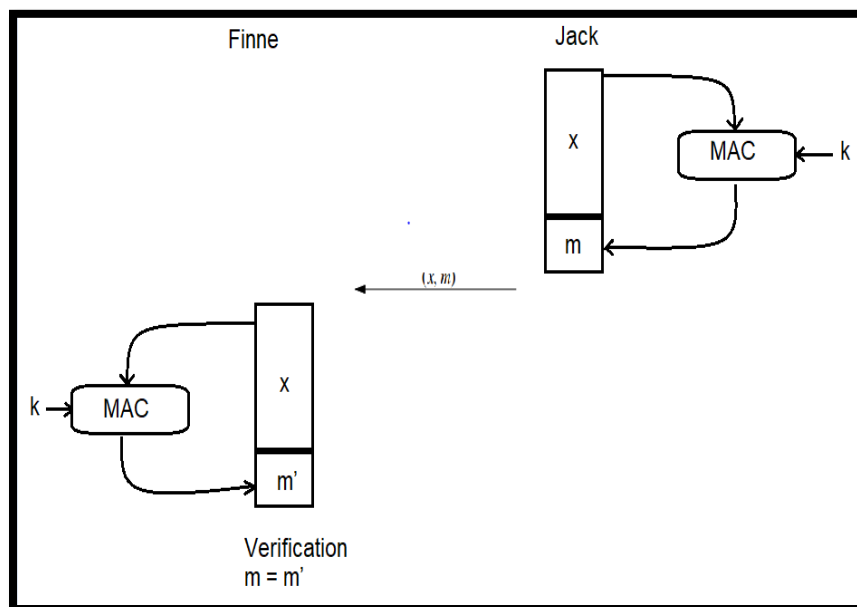 Finne
Jack
x
MAC
k
m
(x, m)
x
k
MAC
m’
Verification
m = m’